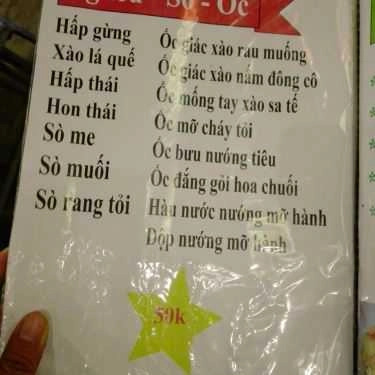 Sò - Ốc
Hấp gừng
Xào lá quế
Hấp thái
Hon thái
Sò me
Sò muối
Sò rang tỏi
Ốc giác xào rau muống
Ốc giác xào nấm đông cô
Ốc mống tay xào sa tế
Ốc mỡ cháy tỏi
Ốc bưu nướng tiêu
Ốc đắng gỏi hoa chuối
Hàu nước nướng mỡ hành
Dộp nướng mỡ hành
59k